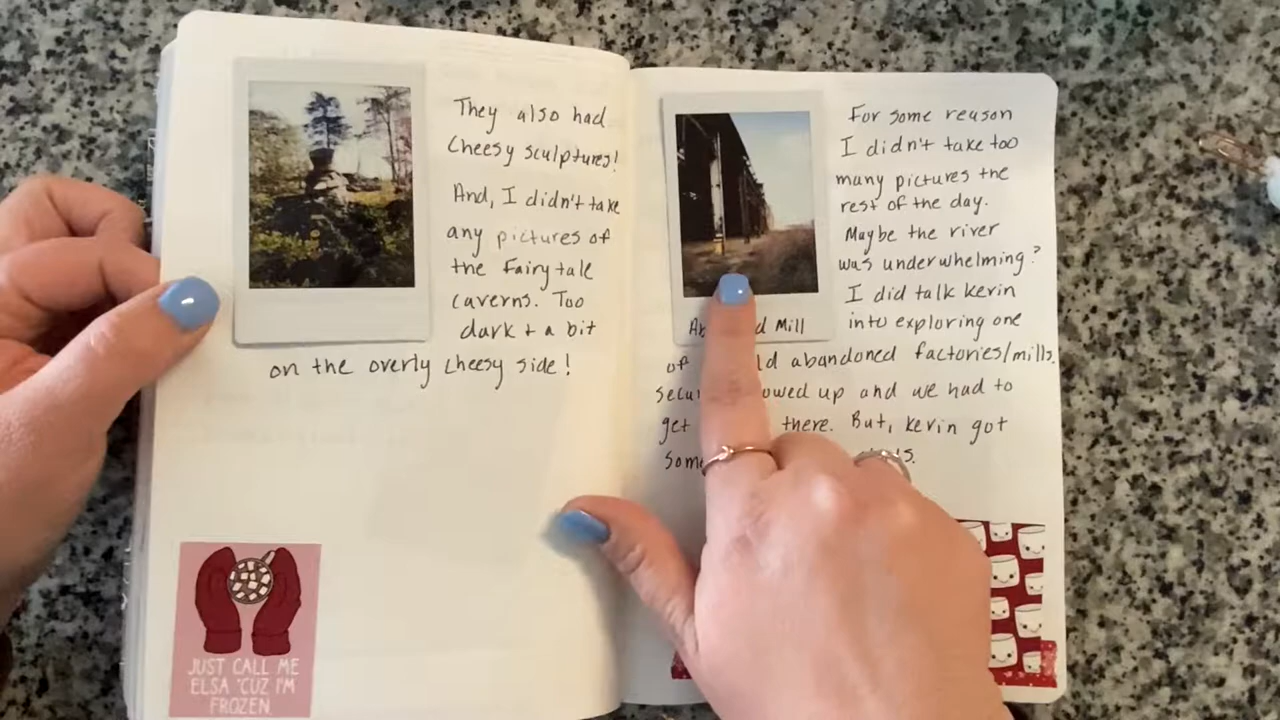 They also had
Cheesy sculptures!
And, I didn't take
any pictures of
the Fairytale
caverns. Too
dark & a bit
on the overly cheesy side!
JUST CALL ME
ELSA 'CUZ I'M
FROZEN.
For some reason
I didn't take too
many pictures the
rest of the day.
Maybe the river
was underwhelming?
I did talk kevin
into exploring one
Mill
of abandoned factories/mills.
up and we had to
get there. But, kevin got